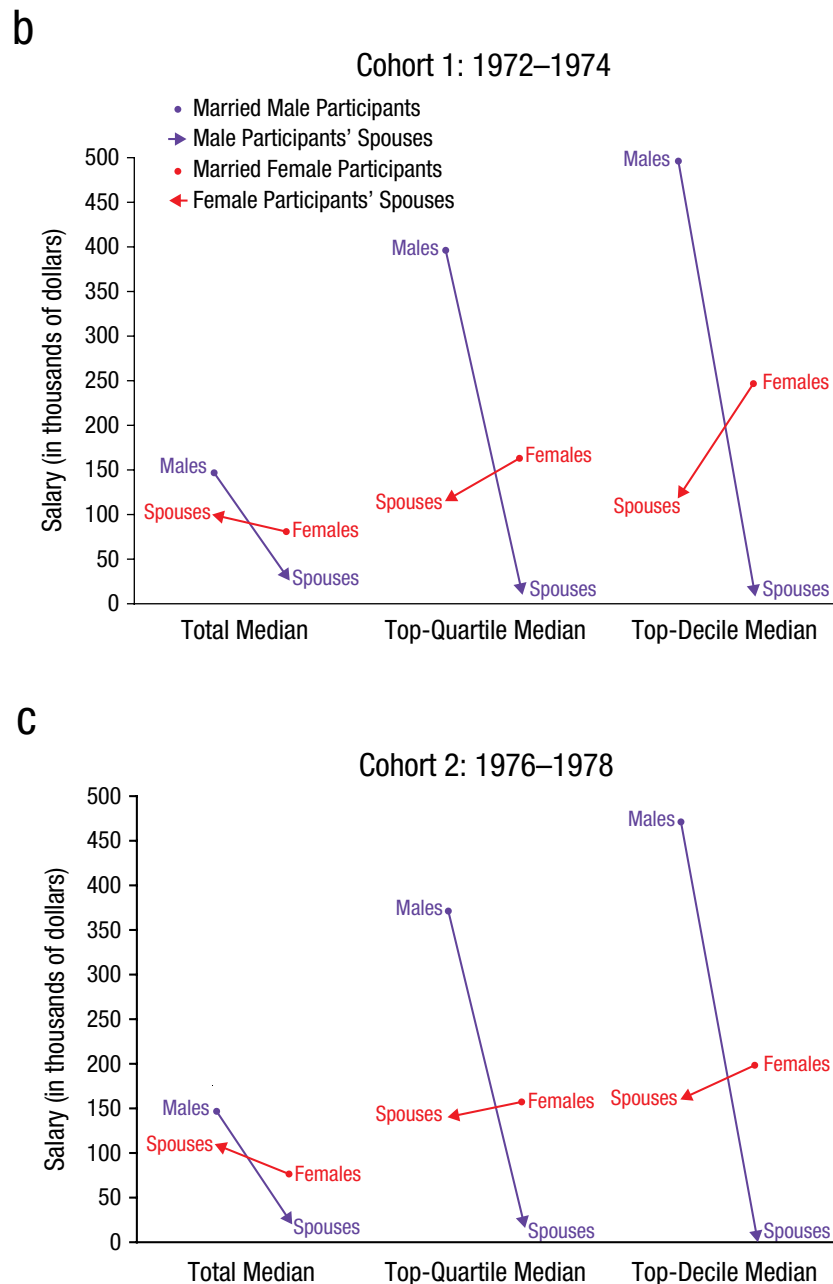 b
Cohort 1: 1972–1974
Married Male Participants
Male Participants' Spouses
Married Female Participants
Female Participants' Spouses
Salary (in thousands of dollars)
500
450
400
350
300
250
200
150
100
50
0
Males
Spouses
Females
Spouses
Males
Females
Spouses
Spouses
Males
Females
Spouses
Spouses
Total Median
Top-Quartile Median
Top-Decile Median
c
Cohort 2: 1976–1978
Salary (in thousands of dollars)
500
450
400
350
300
250
200
150
100
50
0
Males
Spouses
Females
Spouses
Males
Females
Spouses
Spouses
Males
Females
Spouses
Spouses
Total Median
Top-Quartile Median
Top-Decile Median